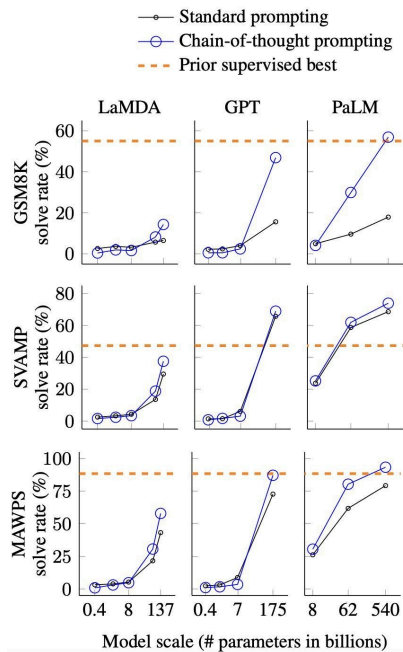 Standard prompting
Chain-of-thought prompting
Prior supervised best
LaMDA GPT PaLM
GSM8K
solve rate (%)
60
40
20
0
SVAMP
solve rate (%)
80
60
40
20
0
MAWPS
solve rate (%)
100
75
50
25
0
0.4 8 137 0.4 7 175 8 62 540
Model scale (# parameters in billions)